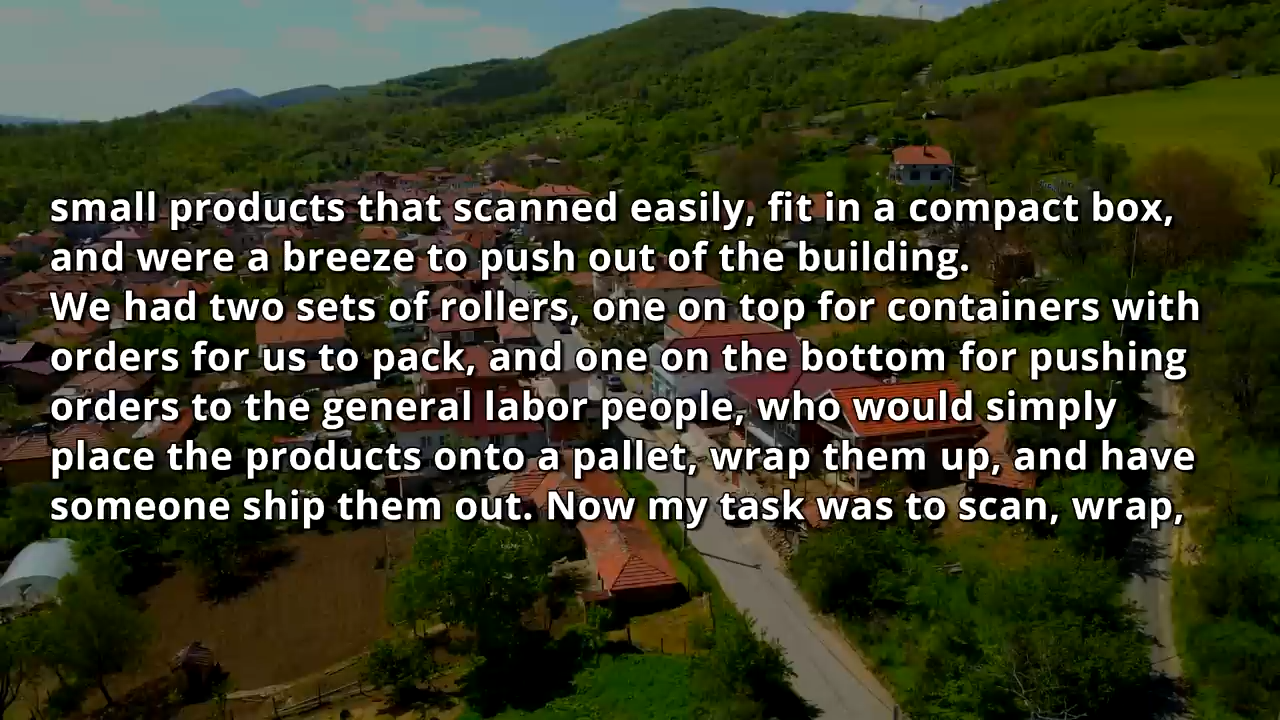 small products that scanned easily, fit in a compact box,
and were a breeze to push out of the building.
We had two sets of rollers, one on top for containers with
orders for us to pack, and one on the bottom for pushing
orders to the general labor people, who would simply
place the products onto a pallet, wrap them up, and have
someone ship them out. Now my task was to scan, wrap,